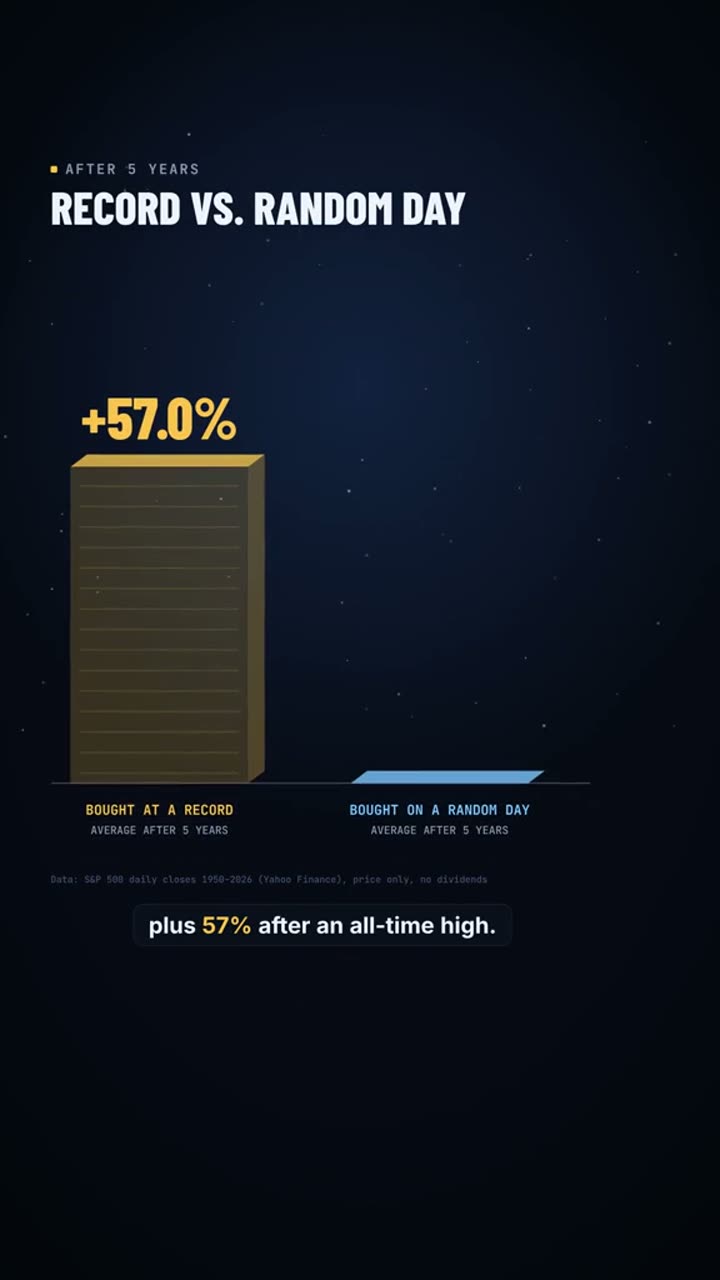 AFTER 5 YEARS
RECORD VS. RANDOM DAY
+57.0%
BOUGHT AT A RECORD
AVERAGE AFTER 5 YEARS
BOUGHT ON A RANDOM DAY
AVERAGE AFTER 5 YEARS
Data: S&P 500 daily closes 1950–2026 (Yahoo Finance), price only, no dividends
plus 57% after an all-time high.